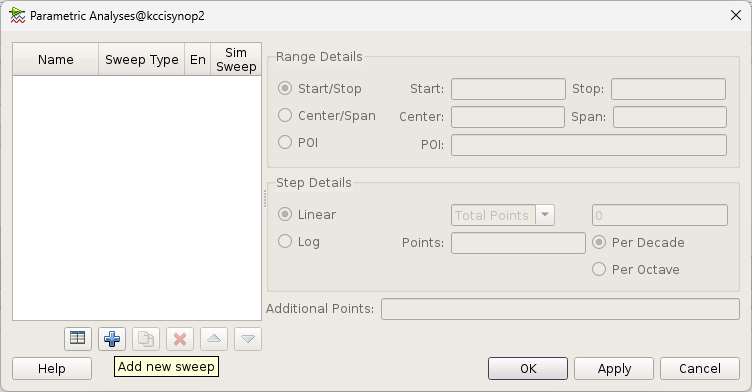 Parametric Analyses@kccisynop2
Name Sweep Type En Sim Sweep
Range Details
Start/Stop Start: Stop:
Center/Span Center: Span:
POI POI:
Step Details
Linear Total Points 0
Log Points: Per Decade
Per Octave
Additional Points:
Help Add new sweep OK Apply Cancel